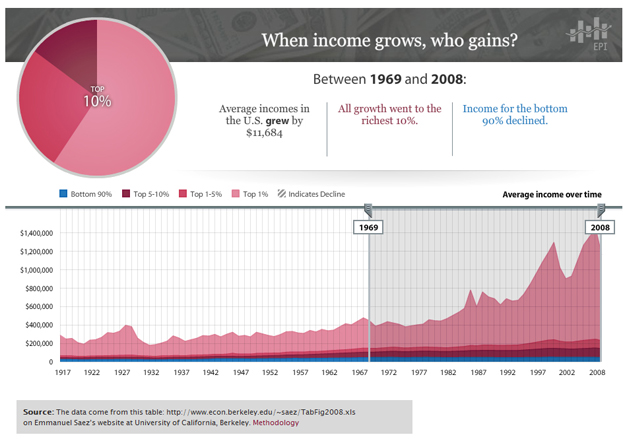 When income grows, who gains?
EPI
TOP
10%
Between 1969 and 2008:
Average incomes in
the U.S. grew by
$11,684
All growth went to the
richest 10%.
Income for the bottom
90% declined.
Bottom 90%
Top 5-10%
Top 1-5%
Top 1%
Indicates Decline
Average income over time
1969
2008
$1,400,000
$1,200,000
$1,000,000
$800,000
$600,000
$400,000
$200,000
0
1917 1922 1927 1932 1937 1942 1947 1952 1957 1962 1967 1972 1977 1982 1987 1992 1997 2002 2008
Source: The data come from this table: http://www.econ.berkeley.edu/~saez/TabFig2008.xls
on Emmanuel Saez's website at University of California, Berkeley. Methodology